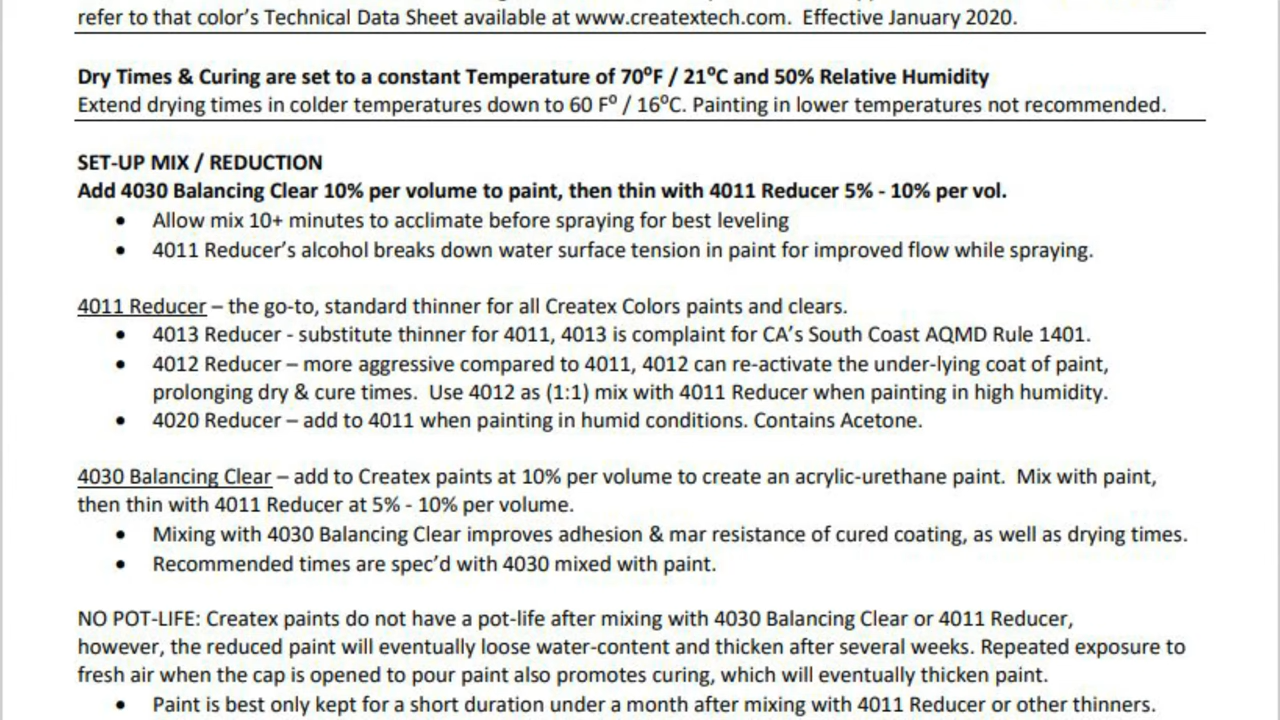 refer to that color's Technical Data Sheet available at www.creatextech.com.  Effective January 2020.
Dry Times & Curing are set to a constant Temperature of 70⁰F / 21⁰C and 50% Relative Humidity
Extend drying times in colder temperatures down to 60 F⁰ / 16⁰C. Painting in lower temperatures not recommended.
SET-UP MIX / REDUCTION
Add 4030 Balancing Clear 10% per volume to paint, then thin with 4011 Reducer 5% - 10% per vol.
• Allow mix 10+ minutes to acclimate before spraying for best leveling
• 4011 Reducer's alcohol breaks down water surface tension in paint for improved flow while spraying.
4011 Reducer – the go-to, standard thinner for all Createx Colors paints and clears.
• 4013 Reducer - substitute thinner for 4011, 4013 is complaint for CA's South Coast AQMD Rule 1401.
• 4012 Reducer – more aggressive compared to 4011, 4012 can re-activate the under-lying coat of paint,
prolonging dry & cure times.  Use 4012 as (1:1) mix with 4011 Reducer when painting in high humidity.
• 4020 Reducer – add to 4011 when painting in humid conditions. Contains Acetone.
4030 Balancing Clear – add to Createx paints at 10% per volume to create an acrylic-urethane paint.  Mix with paint,
then thin with 4011 Reducer at 5% - 10% per volume.
• Mixing with 4030 Balancing Clear improves adhesion & mar resistance of cured coating, as well as drying times.
• Recommended times are spec'd with 4030 mixed with paint.
NO POT-LIFE: Createx paints do not have a pot-life after mixing with 4030 Balancing Clear or 4011 Reducer,
however, the reduced paint will eventually loose water-content and thicken after several weeks. Repeated exposure to
fresh air when the cap is opened to pour paint also promotes curing, which will eventually thicken paint.
• Paint is best only kept for a short duration under a month after mixing with 4011 Reducer or other thinners.